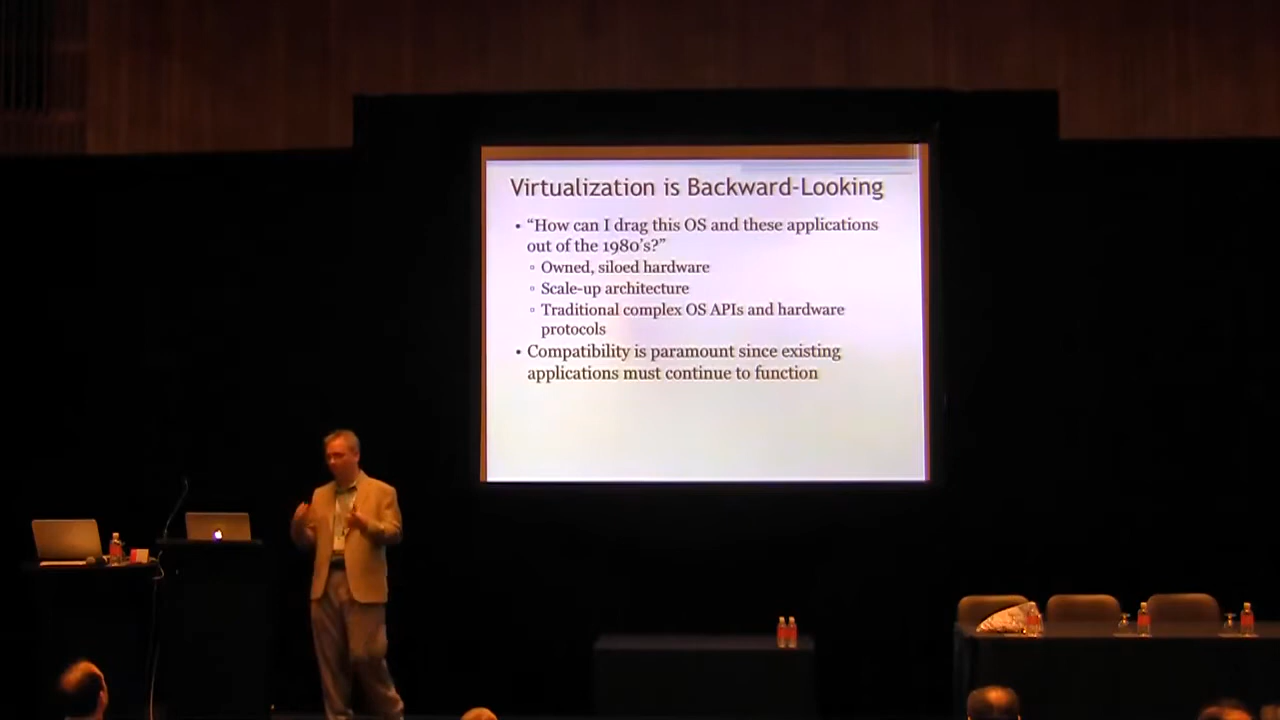 Virtualization is Backward-Looking
• “How can I drag this OS and these applications
out of the 1980’s?”
▫ Owned, siloed hardware
▫ Scale-up architecture
▫ Traditional complex OS APIs and hardware
protocols
• Compatibility is paramount since existing
applications must continue to function